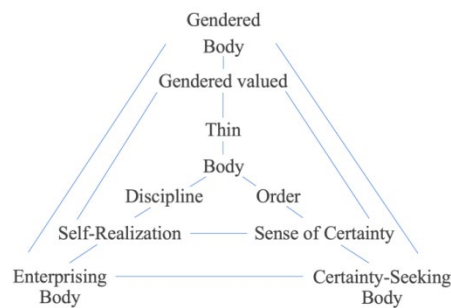 Gendered
Body
Gendered valued
Thin
Body
Discipline Order
Self-Realization Sense of Certainty
Enterprising Certainty-Seeking
Body Body